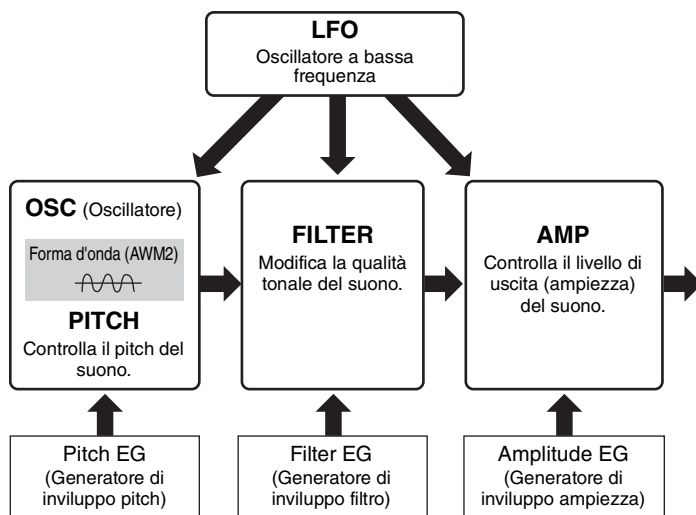 LFO
Oscillatore a bassa
frequenza
OSC (Oscillatore)
Forma d'onda (AWM2)
PITCH
Controlla il pitch del
suono.
FILTER
Modifica la qualità
tonale del suono.
AMP
Controlla il livello di
uscita (ampiezza)
del suono.
Pitch EG
(Generatore di
inviluppo pitch)
Filter EG
(Generatore di
inviluppo filtro)
Amplitude EG
(Generatore di
inviluppo ampiezza)